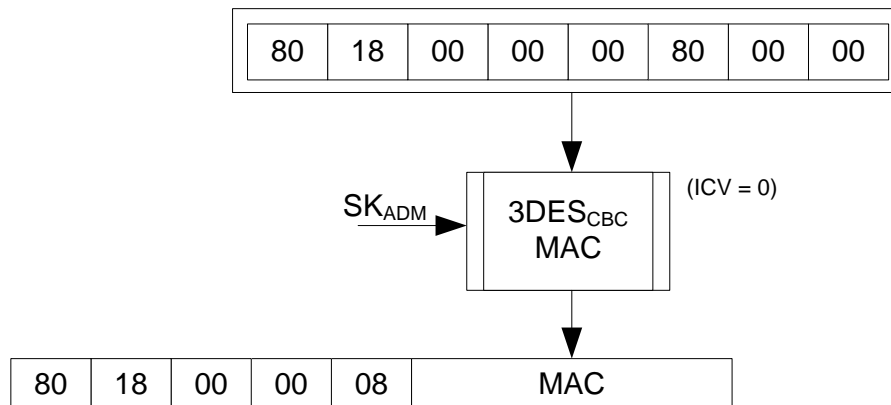 80 18 00 00 00 80 00 00
(ICV = 0)
SKADM
3DESCBC
MAC
80 18 00 00 08 MAC